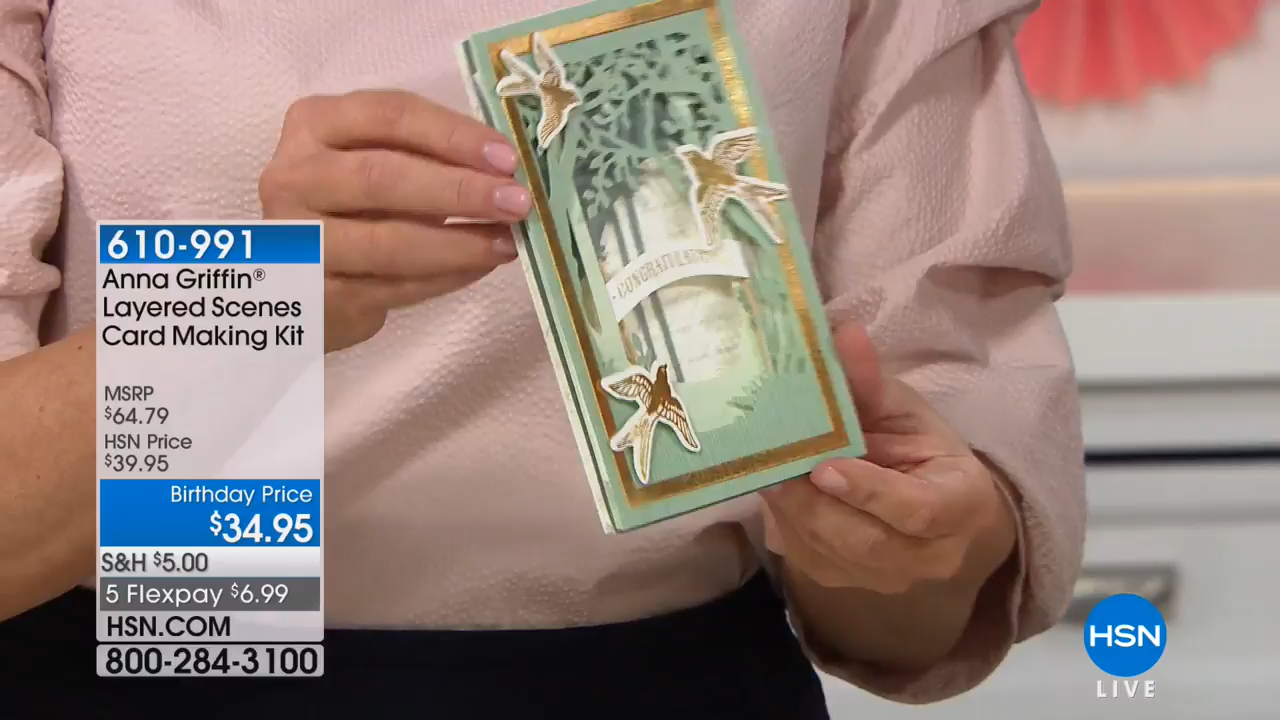 610-991
Anna Griffin®
Layered Scenes
Card Making Kit
MSRP
$64.79
HSN Price
$39.95
Birthday Price
$34.95
S&H $5.00
5 Flexpay $6.99
HSN.COM
800-284-3100
HSN
LIVE